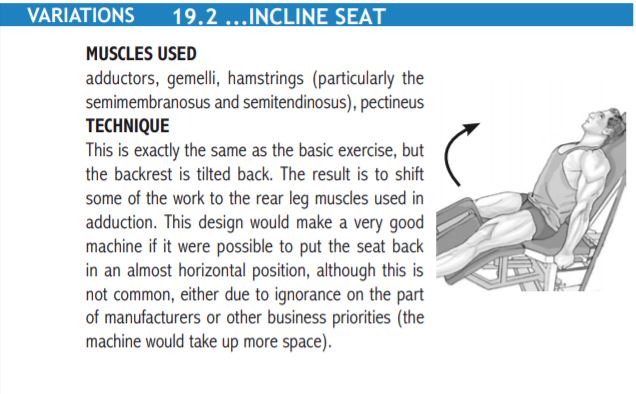 VARIATIONS 19.2 ...INCLINE SEAT
MUSCLES USED
adductors, gemelli, hamstrings (particularly the
semimembranosus and semitendinosus), pectineus
TECHNIQUE
This is exactly the same as the basic exercise, but
the backrest is tilted back. The result is to shift
some of the work to the rear leg muscles used in
adduction. This design would make a very good
machine if it were possible to put the seat back
in an almost horizontal position, although this is
not common, either due to ignorance on the part
of manufacturers or other business priorities (the
machine would take up more space).